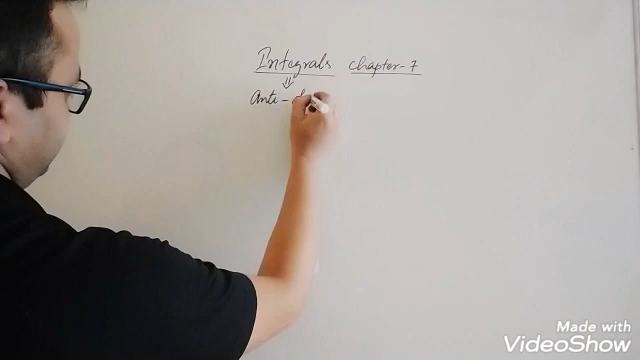 Integrals chapter-7
⇓
Anti-d
Made with
VideoShow